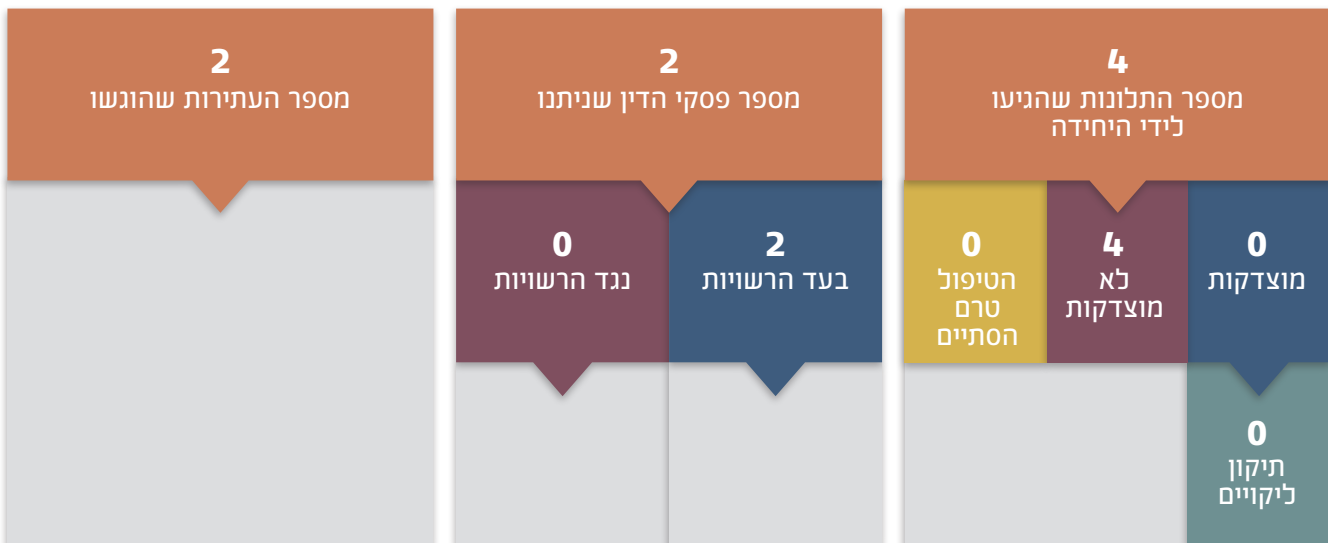 4
מספר התלונות שהגיעו
לידי היחידה
0
מוצדקות
4
לא
מוצדקות
0
הטיפול
טרם
הסתיים
0
תיקון
ליקויים
2
מספר פסקי הדין שניתנו
2
בעד הרשויות
0
נגד הרשויות
2
מספר העתירות שהוגשו